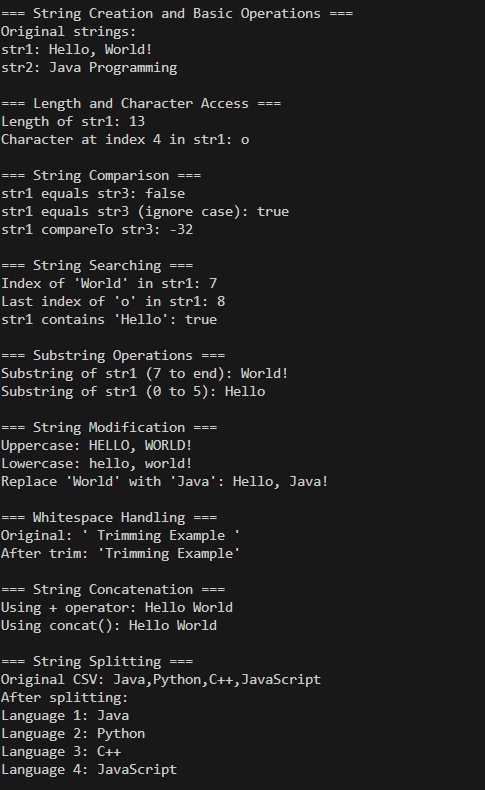 === String Creation and Basic Operations ===
Original strings:
str1: Hello, World!
str2: Java Programming
=== Length and Character Access ===
Length of str1: 13
Character at index 4 in str1: o
=== String Comparison ===
str1 equals str3: false
str1 equals str3 (ignore case): true
str1 compareTo str3: -32
=== String Searching ===
Index of 'World' in str1: 7
Last index of 'o' in str1: 8
str1 contains 'Hello': true
=== Substring Operations ===
Substring of str1 (7 to end): World!
Substring of str1 (0 to 5): Hello
=== String Modification ===
Uppercase: HELLO, WORLD!
Lowercase: hello, world!
Replace 'World' with 'Java': Hello, Java!
=== Whitespace Handling ===
Original: ' Trimming Example '
After trim: 'Trimming Example'
=== String Concatenation ===
Using + operator: Hello World
Using concat(): Hello World
=== String Splitting ===
Original CSV: Java,Python,C++,JavaScript
After splitting:
Language 1: Java
Language 2: Python
Language 3: C++
Language 4: JavaScript